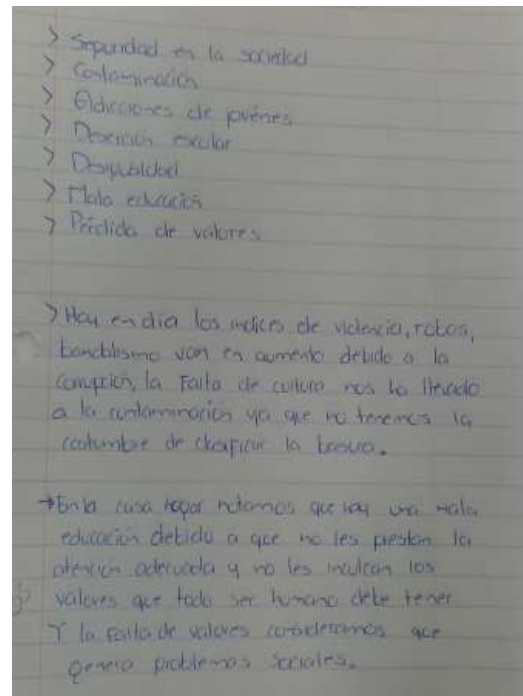 > Seguridad en la sociedad
> Contaminación
> Adicciones de jovénes
> Deserción escolar
> Desigualdad
> Mala educación
> Pérdida de valores
> Hoy en dia los indices de violencia, robos,
bandalismo van en aumento debido a la
corrupción, la Falta de cultura nos ha llevado
a la contaminación ya que no tenemos la
costumbre de clasificar la basura.
→ En la casa hogar notamos que hay una mala
educación debido a que no les prestan la
atención adecuada y no les inculcan los
valores que todo ser humano debe tener
Y la falta de valores consideramos que
genera problemas sociales.